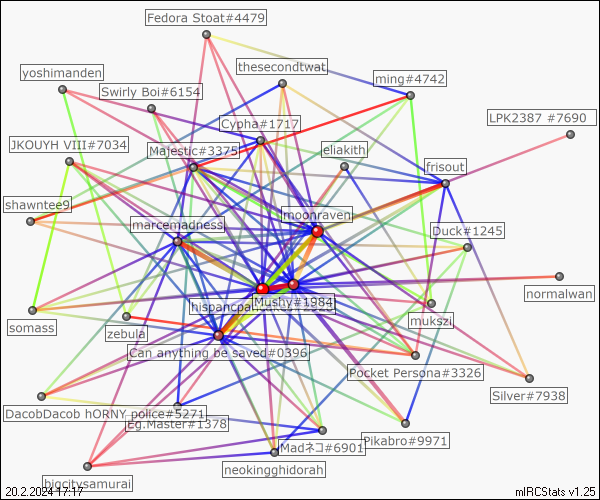 Fedora Stoat#4479
thesecondtwat
yoshimanden
ming#4742
Swirly Boi#6154
LPK2387 #7690
Cypha#1717
JKOUYH VIII#7034
Majestic#3375
eliakith
frisout
shawntee9
moonraven
marcemadness
Duck#1245
normalwan
Mushy#1984
somass
zebula
mukszi
Can anything be saved#0396
Pocket Persona#3326
Silver#7938
DacobDacob hORNY police#5271
Eg.Master#1378
Pikabro#9971
Madネコ#6901
neokingghidorah
bigcitysamurai
20.2.2024 17:17
mIRCStats v1.25